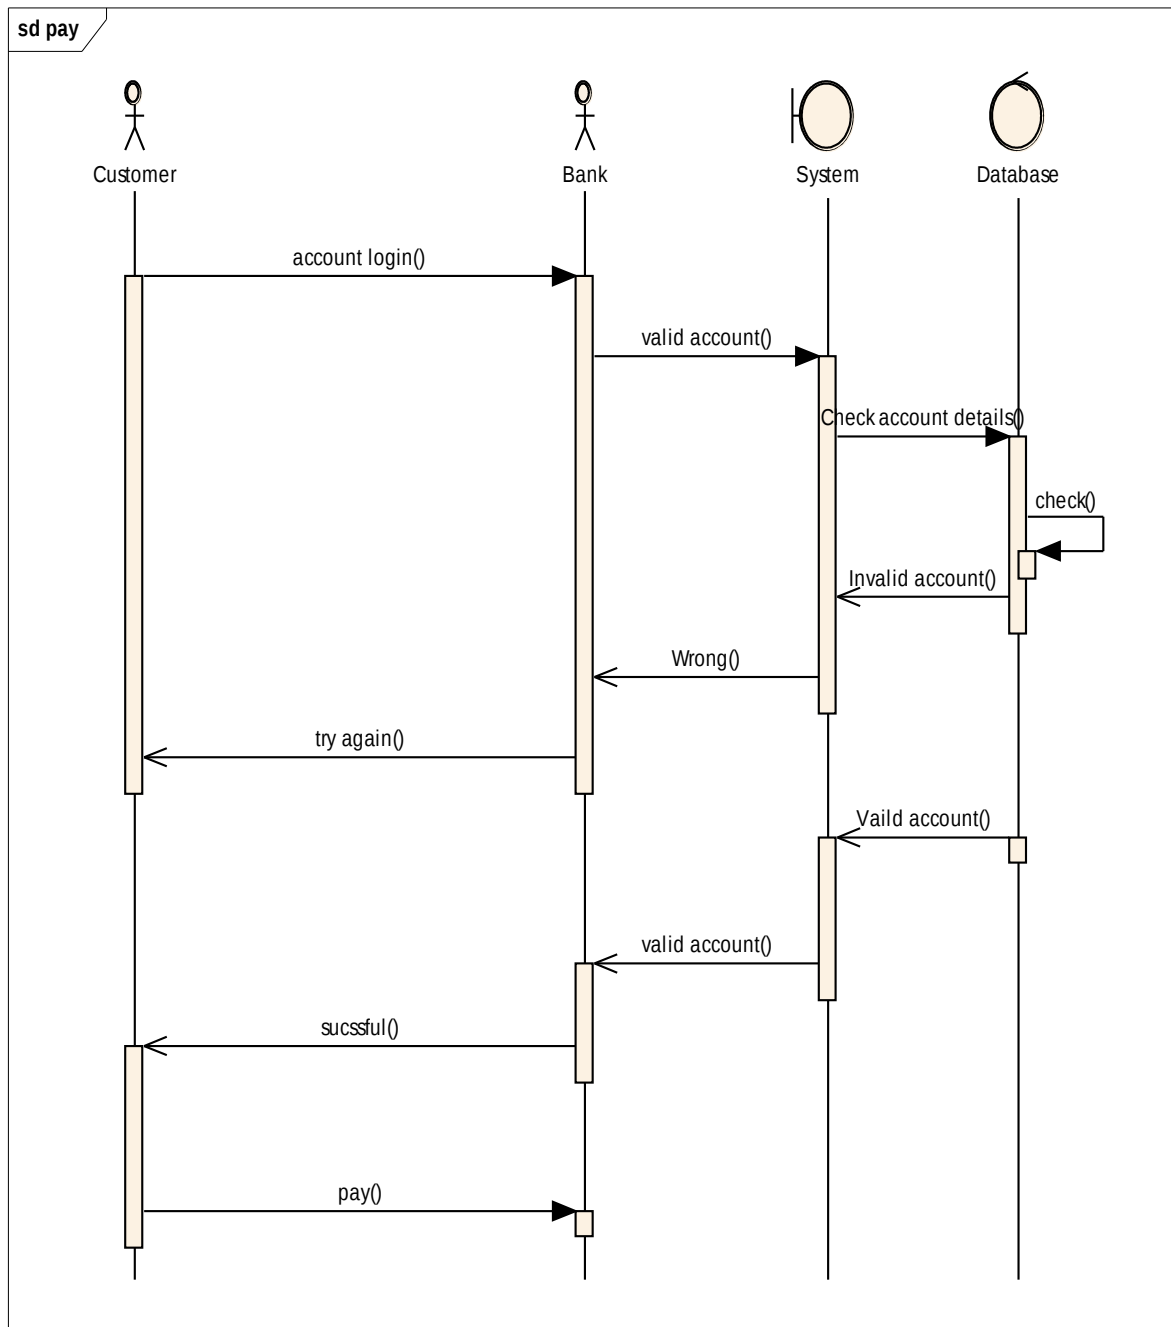 sd pay
Customer
Bank
System
Database
account login()
valid account()
Check account details()
check()
Invalid account()
Wrong()
try again()
Vaild account()
valid account()
sucssful()
pay()